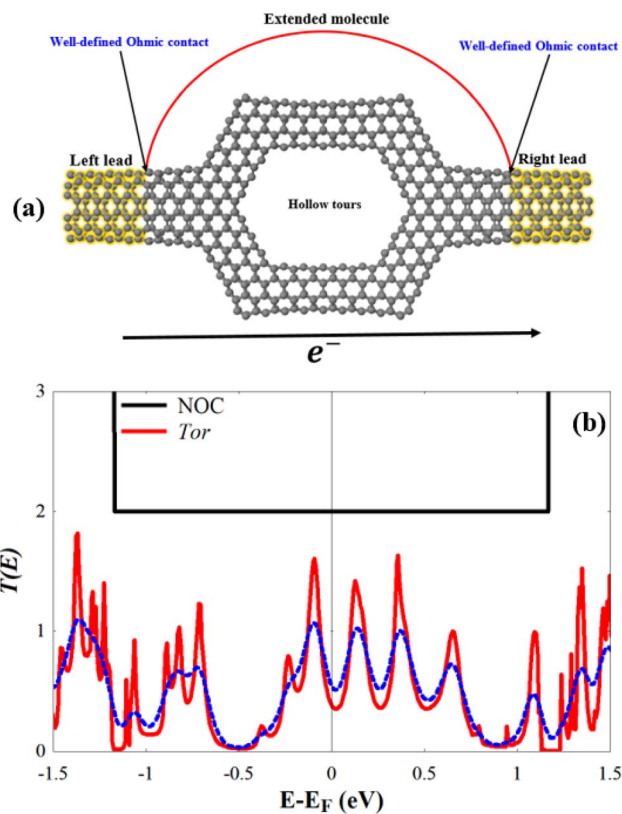 Extended molecule
Well-defined Ohmic contact
Well-defined Ohmic contact
Left lead
Right lead
(a)
Hollow tours
e⁻
3
NOC
Tor
(b)
2
T(E)
1
0
-1.5 -1 -0.5 0 0.5 1 1.5
E-E_F (eV)